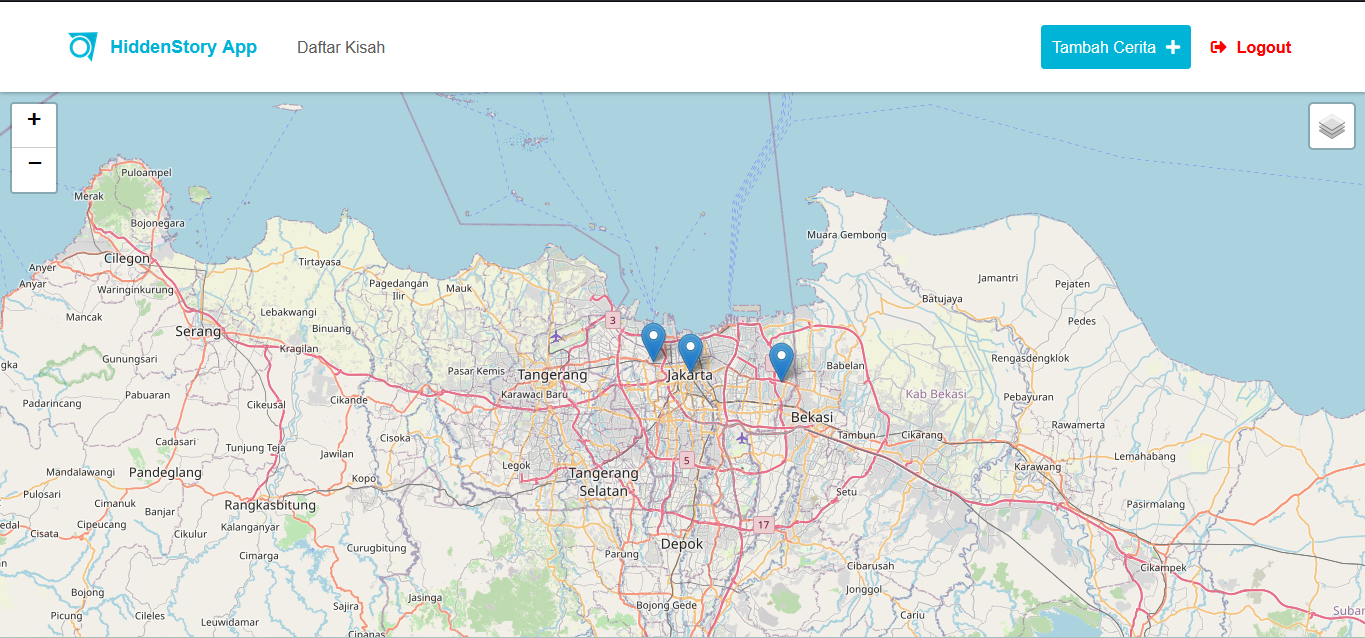 HiddenStory App
Daftar Kisah
Tambah Cerita +
Logout
+
−
Puloampel
Merak
Bojonegara
Muara Gembong
Cilegon
Tirtayasa
Anyer
Anyar
Waringinkurung
Pagedangan
Ilir
Mauk
Jamantri
Pejaten
Batujaya
Mancak
Lebakwangi
Binuang
Serang
3
Pedes
Kragilan
Gunungsari
Rengasdengklok
Babelan
Pasar Kemis
Tangerang
Jakarta
Karawaci Baru
Kab Bekasi
Pabuaran
Padarincang
Cikeusal
Cikande
Pebayuran
Bekasi
Rawamerta
Cisoka
Tambun
Cikarang
Cadasari
Tunjung Teja
Jawilan
Lemahabang
5
Legok
Karawang
Mandalawangi
Pandeglang
Kopo
Tangerang
Selatan
Pulosari
Setu
Cimanuk
Banjar
Rangkasbitung
Pasirmalang
Cipeucang
Kalanganyar
17
Cisata
Cikulur
Depok
Curugbitung
Parung
Cimarga
Cibarusah
Cikampek
Jonggol
Bojong
Jasinga
Sajira
Bojong Gede
Picung
Cileles
Leuwidamar
Cariu
Suban
Cipanas